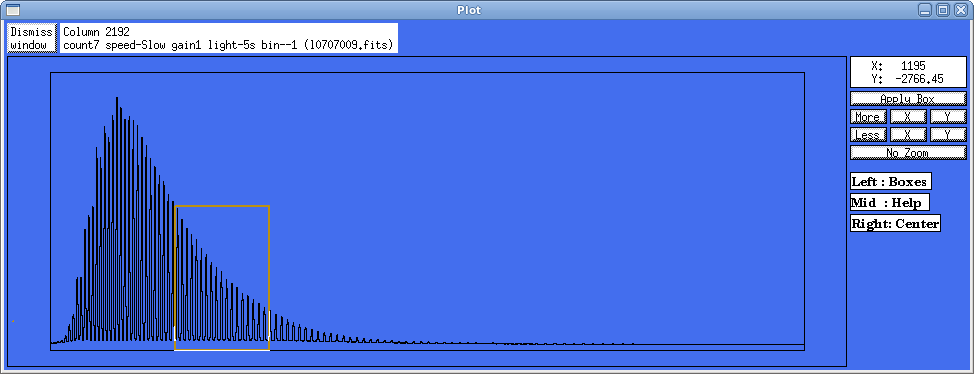 Plot
Dismiss
window
Column 2192
count7 speed-Slow gain1 light-5s bin--1 (l0707009.fits)
X: 1195
Y: -2766.45
Apply Box
More X Y
Less X Y
No Zoom
Left : Boxes
Mid : Help
Right: Center